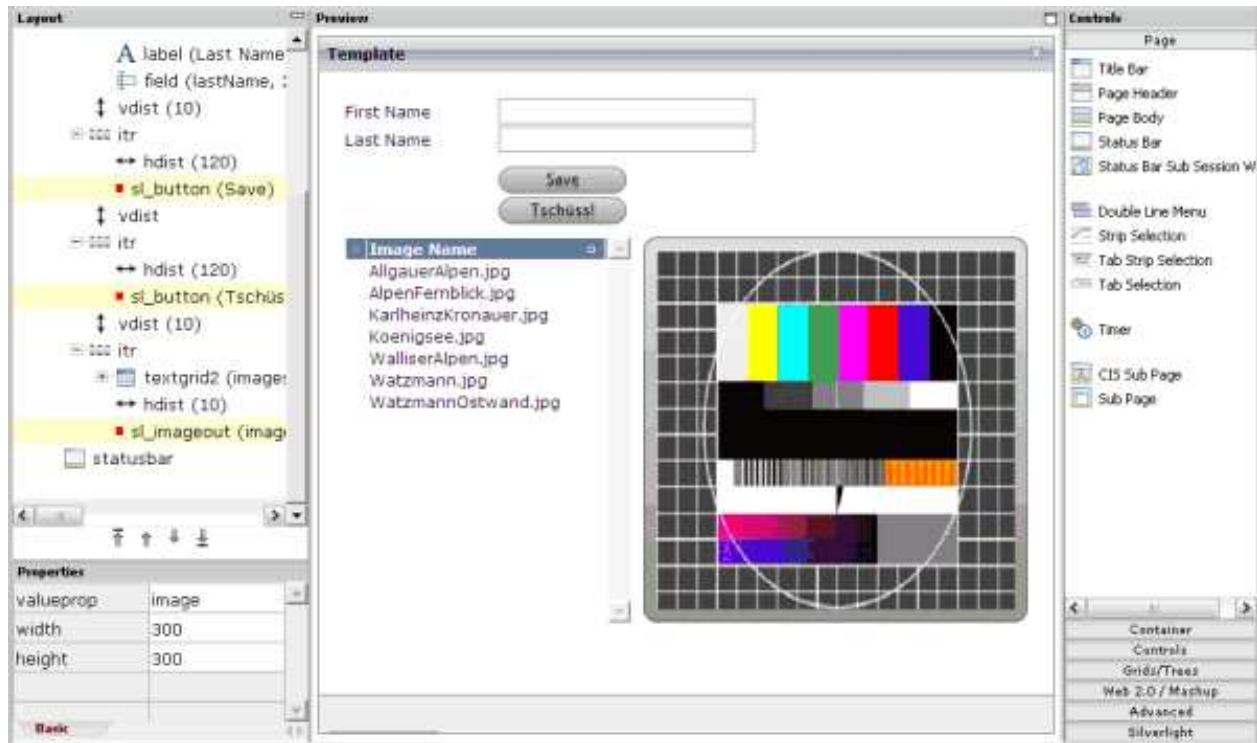 Layout
label (Last Name
field (lastName,
vdist (10)
itr
hdist (120)
sl_button (Save)
vdist
itr
hdist (120)
sl_button (Tschüs
vdist (10)
itr
textgrid2 (image
hdist (10)
sl_imageout (imag
statusbar
Properties
valueprop image
width 300
height 300
Basic
Preview
Template
First Name
Last Name
Save
Tschüss!
Image Name
AllgauerAlpen.jpg
AlpenFernblick.jpg
KarlheinzKronauer.jpg
Koenigsee.jpg
WalliserAlpen.jpg
Watzmann.jpg
WatzmannOstwand.jpg
Controls
Page
Title Bar
Page Header
Page Body
Status Bar
Status Bar Sub Session W
Double Line Menu
Strip Selection
Tab Strip Selection
Tab Selection
Timer
CIS Sub Page
Sub Page
Container
Controls
Grids/Trees
Web 2.0 / Mashup
Advanced
Silverlight